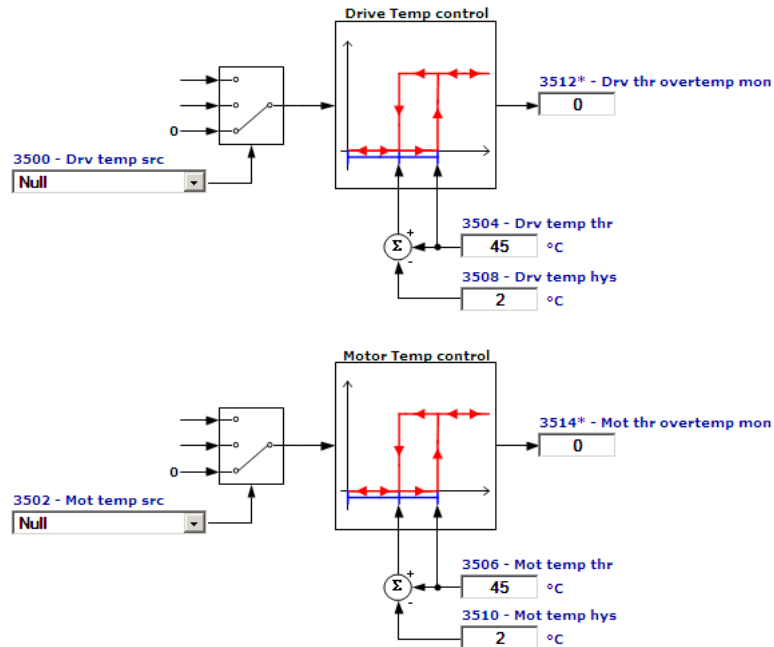 Drive Temp control
3512* - Drv thr overtemp mon
0
0
3500 - Drv temp src
Null
3504 - Drv temp thr
+
Σ
45 °C
-
3508 - Drv temp hys
2 °C
Motor Temp control
3514* - Mot thr overtemp mon
0
0
3502 - Mot temp src
Null
3506 - Mot temp thr
+
Σ
45 °C
-
3510 - Mot temp hys
2 °C